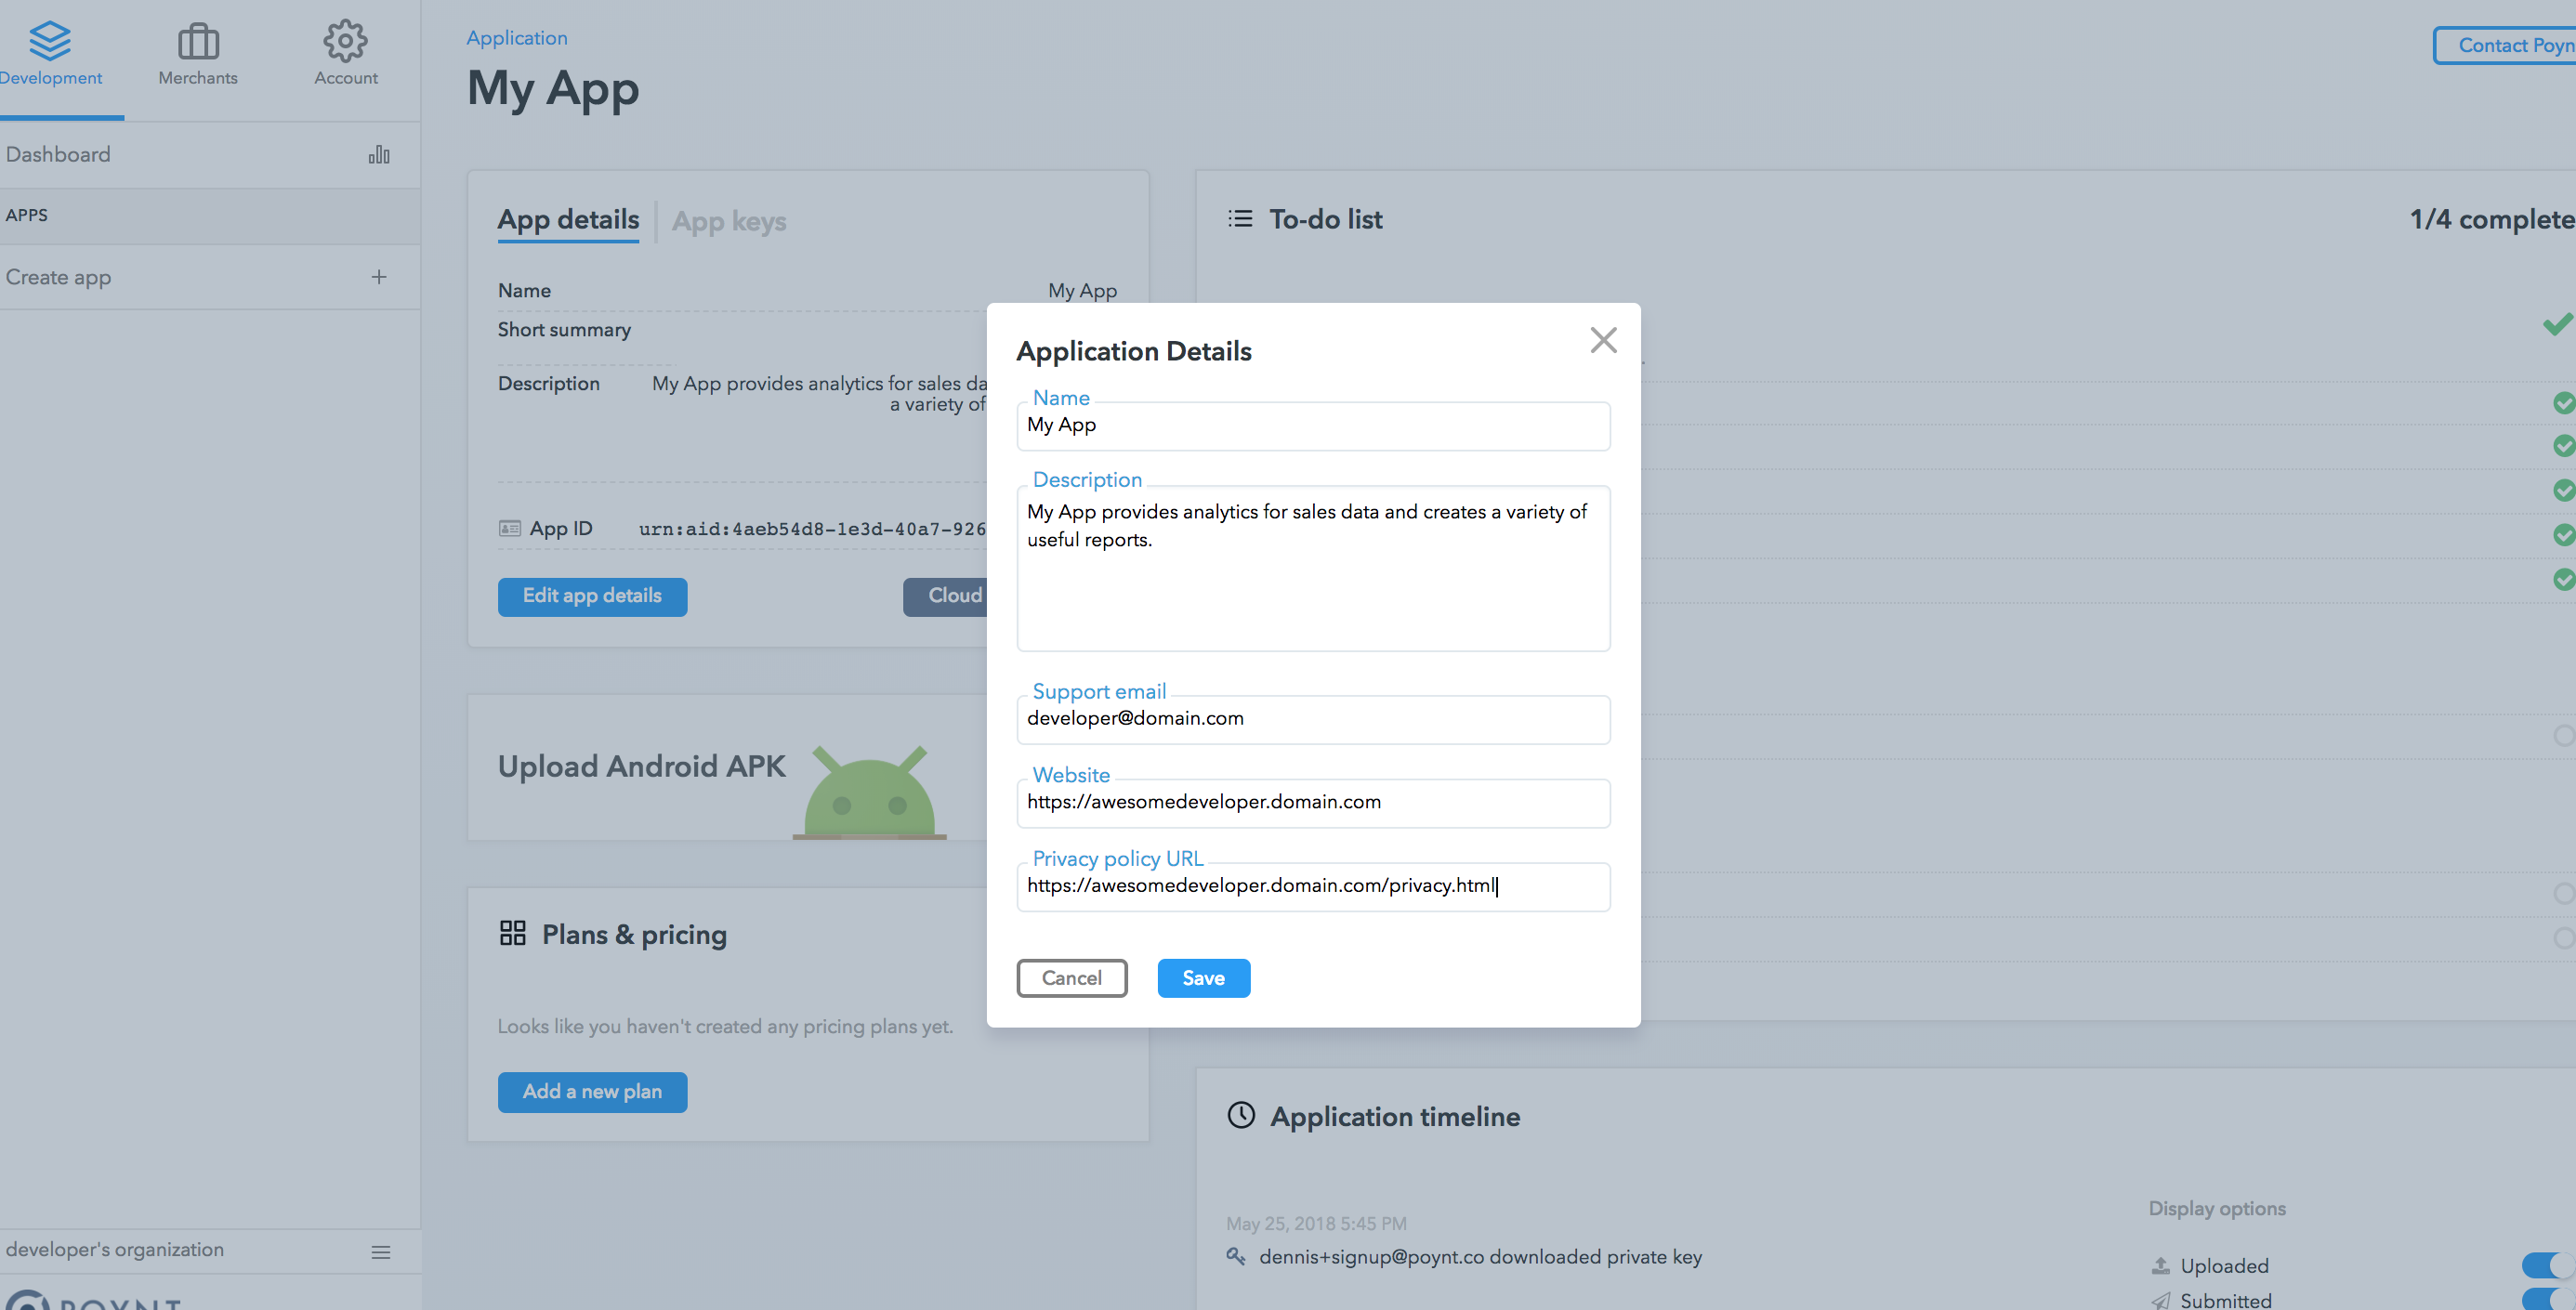 Development
Merchants
Account
Dashboard
APPS
Create app
developer's organization
POYNT
Application
My App
Contact Poyn
App details
App keys
Name
My App
Short summary
Description
My App provides analytics for sales da
a variety of
App ID
urn:aid:4aeb54d8-1e3d-40a7-926
Edit app details
Cloud
Upload Android APK
Plans & pricing
Looks like you haven't created any pricing plans yet.
Add a new plan
To-do list
1/4 complete
Application Details
Name
My App
Description
My App provides analytics for sales data and creates a variety of
useful reports.
Support email
developer@domain.com
Website
https://awesomedeveloper.domain.com
Privacy policy URL
https://awesomedeveloper.domain.com/privacy.html
Cancel
Save
Application timeline
May 25, 2018 5:45 PM
dennis+signup@poynt.co downloaded private key
Display options
Uploaded
Submitted